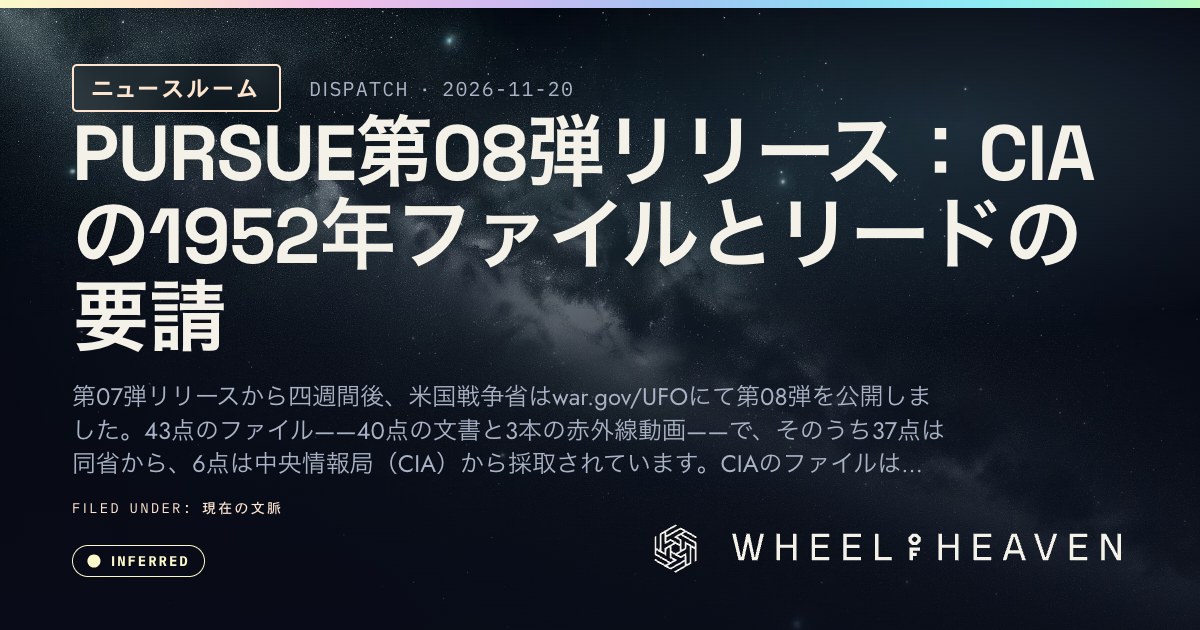 ニュースルーム DISPATCH · 2026-11-20
PURSUE第08弾リリース：CIA
の1952年ファイルとリードの
要請
第07弾リリースから四週間後、米国戦争省はwar.gov/UFOにて第08弾を公開しま
した。43点のファイル——40点の文書と3本の赤外線動画——で、そのうち37点は
同省から、6点は中央情報局（CIA）から採取されています。CIAのファイルは…
FILED UNDER: 現在の文脈
INFERRED
WHEEL OF HEAVEN